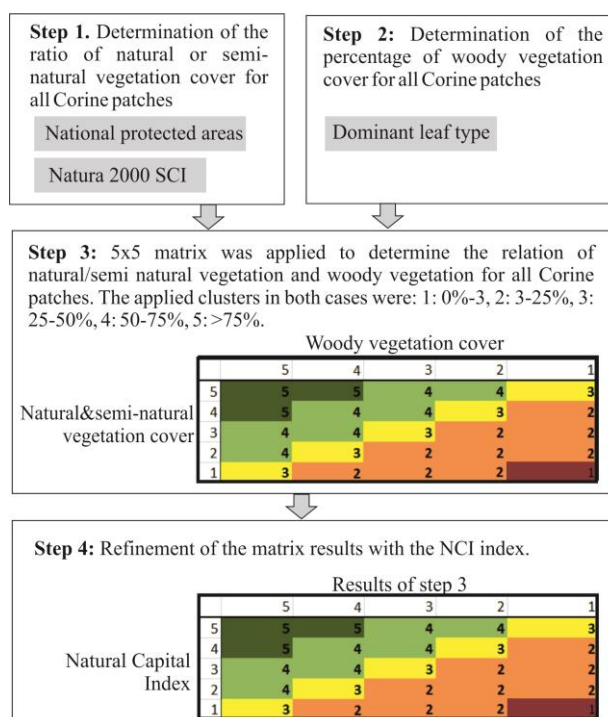 Step 1. Determination of the
ratio of natural or semi-
natural vegetation cover for
all Corine patches
National protected areas
Natura 2000 SCI
Step 2: Determination of the
percentage of woody vegetation
cover for all Corine patches
Dominant leaf type
Step 3: 5x5 matrix was applied to determine the relation of
natural/semi natural vegetation and woody vegetation for all Corine
patches. The applied clusters in both cases were: 1: 0%-3, 2: 3-25%, 3:
25-50%, 4: 50-75%, 5: >75%.
Woody vegetation cover
5 4 3 2 1
Natural&semi-natural
vegetation cover
5 5 5 4 4 3
4 5 4 4 3 2
3 4 4 3 2 2
2 4 3 2 2 2
1 3 2 2 2 1
Step 4: Refinement of the matrix results with the NCI index.
Results of step 3
5 4 3 2 1
Natural Capital
Index
5 5 5 4 4 3
4 5 4 4 3 2
3 4 4 3 2 2
2 4 3 2 2 2
1 3 2 2 2 1